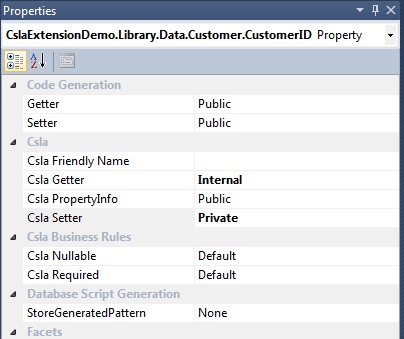 Properties
CslaExtensionDemo.Library.Data.Customer.CustomerID Property
Code Generation
Getter Public
Setter Public
Csla
Csla Friendly Name
Csla Getter Internal
Csla PropertyInfo Public
Csla Setter Private
Csla Business Rules
Csla Nullable Default
Csla Required Default
Database Script Generation
StoreGeneratedPattern None
Facets